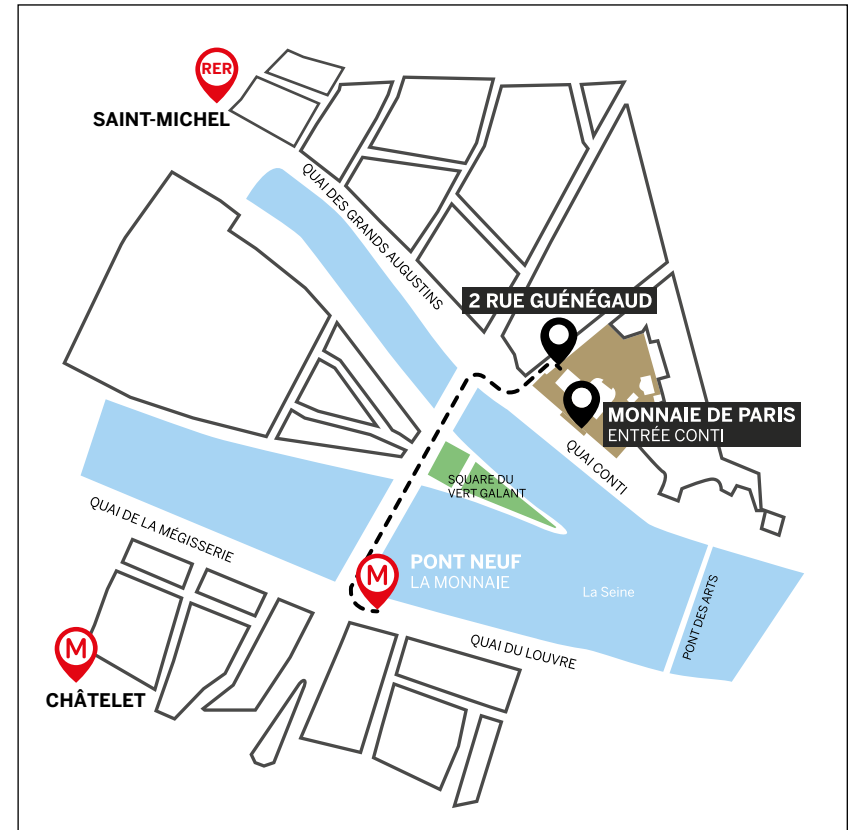 RER
SAINT-MICHEL
QUAI DES GRANDS AUGUSTINS
2 RUE GUÉNÉGAUD
MONNAIE DE PARIS
ENTRÉE CONTI
QUAI CONTI
SQUARE DU
VERT GALANT
QUAI DE LA MÉGISSERIE
M
PONT NEUF
LA MONNAIE
La Seine
PONT DES ARTS
QUAI DU LOUVRE
M
CHÂTELET